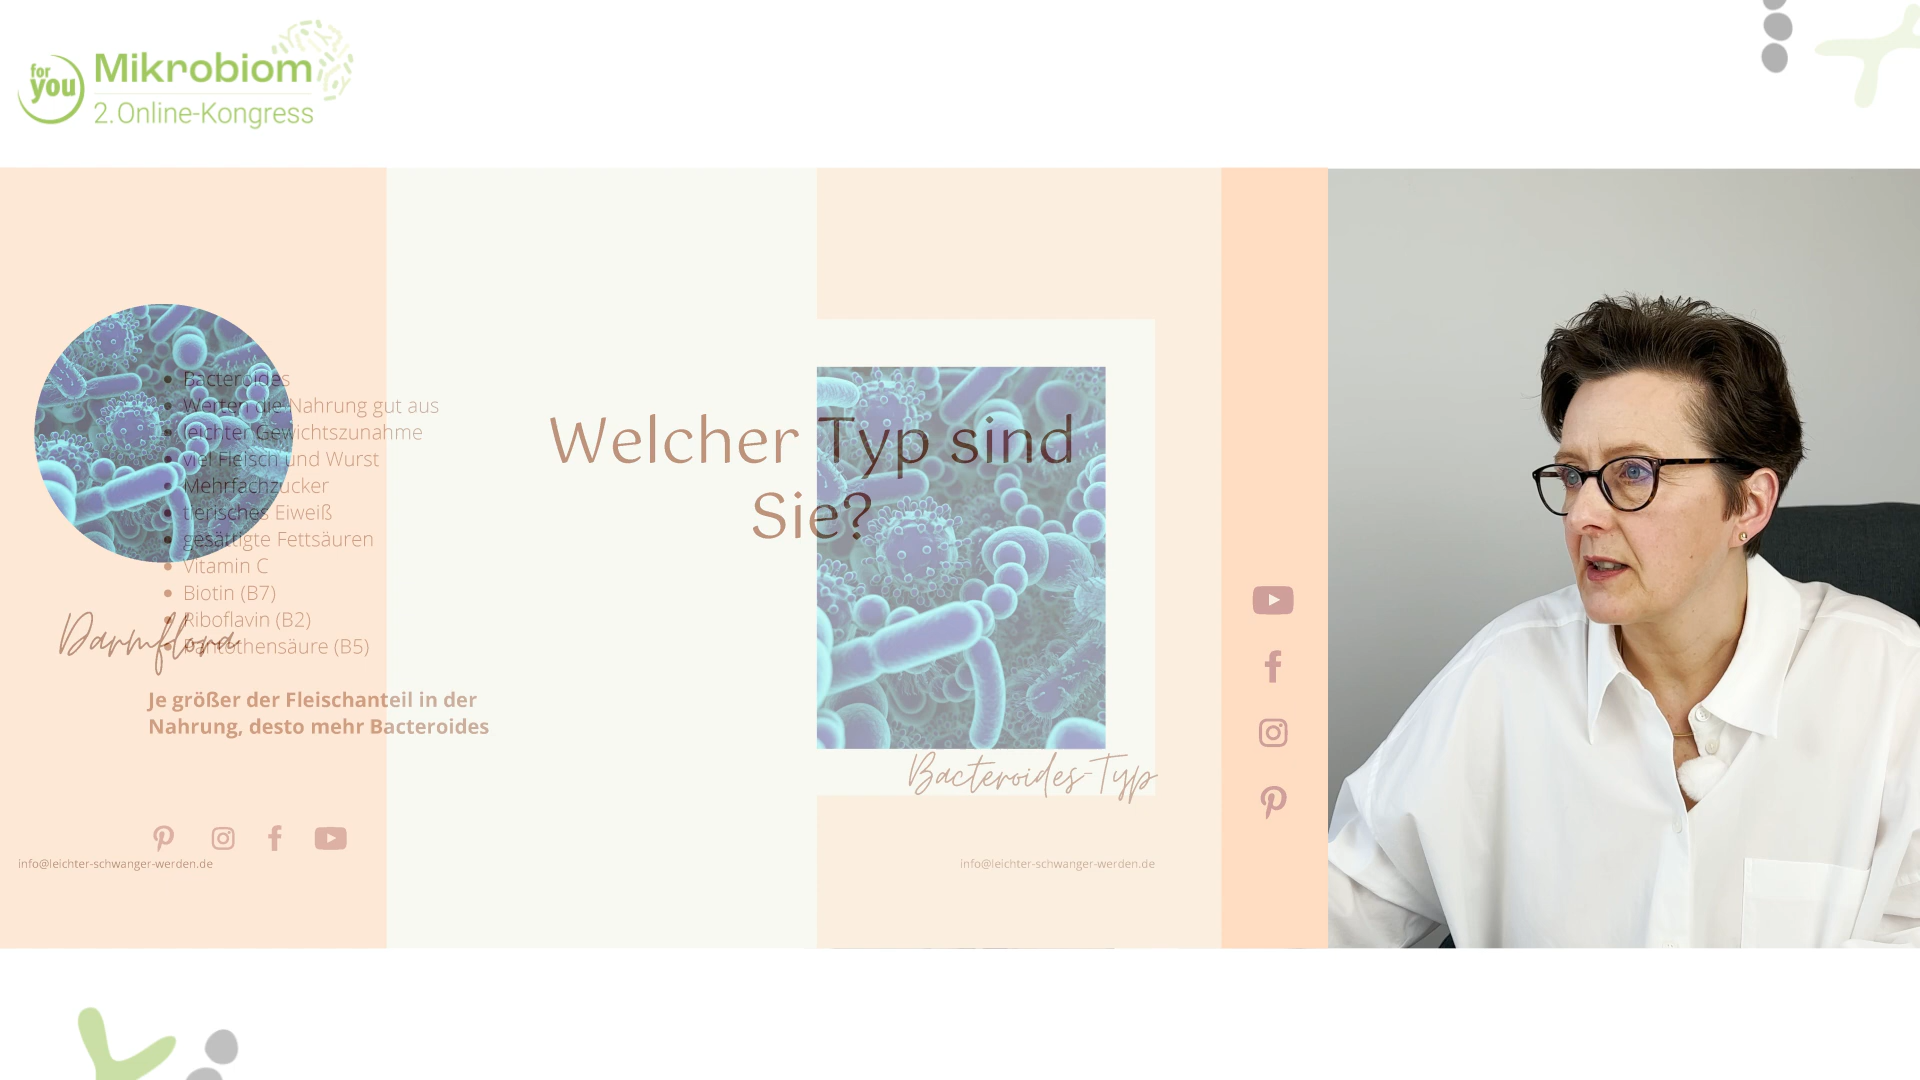 for
you
Mikrobiom
2. Online-Kongress
Bacteroides
Werten die Nahrung gut aus
leichter Gewichtszunahme
viel Fleisch und Wurst
Mehrfachzucker
tierisches Eiweiß
gesättigte Fettsäuren
Vitamin C
Biotin (B7)
Riboflavin (B2)
Pantothensäure (B5)
Darmflora
Je größer der Fleischanteil in der
Nahrung, desto mehr Bacteroides
info@leichter-schwanger-werden.de
Welcher Typ sind
Sie?
Bacteroides-Typ
info@leichter-schwanger-werden.de